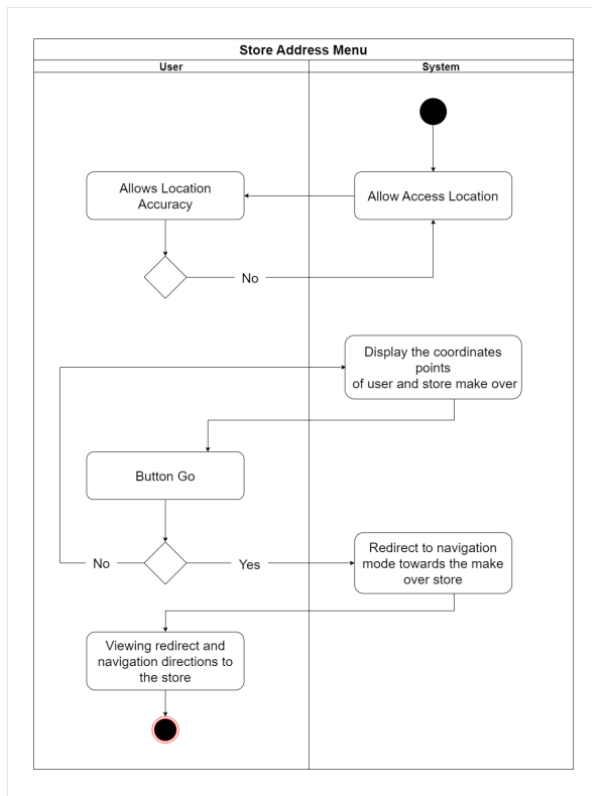 Store Address Menu
User
System
Allows Location
Accuracy
Allow Access Location
No
Display the coordinates
points
of user and store make over
Button Go
No
Yes
Redirect to navigation
mode towards the make
over store
Viewing redirect and
navigation directions to
the store